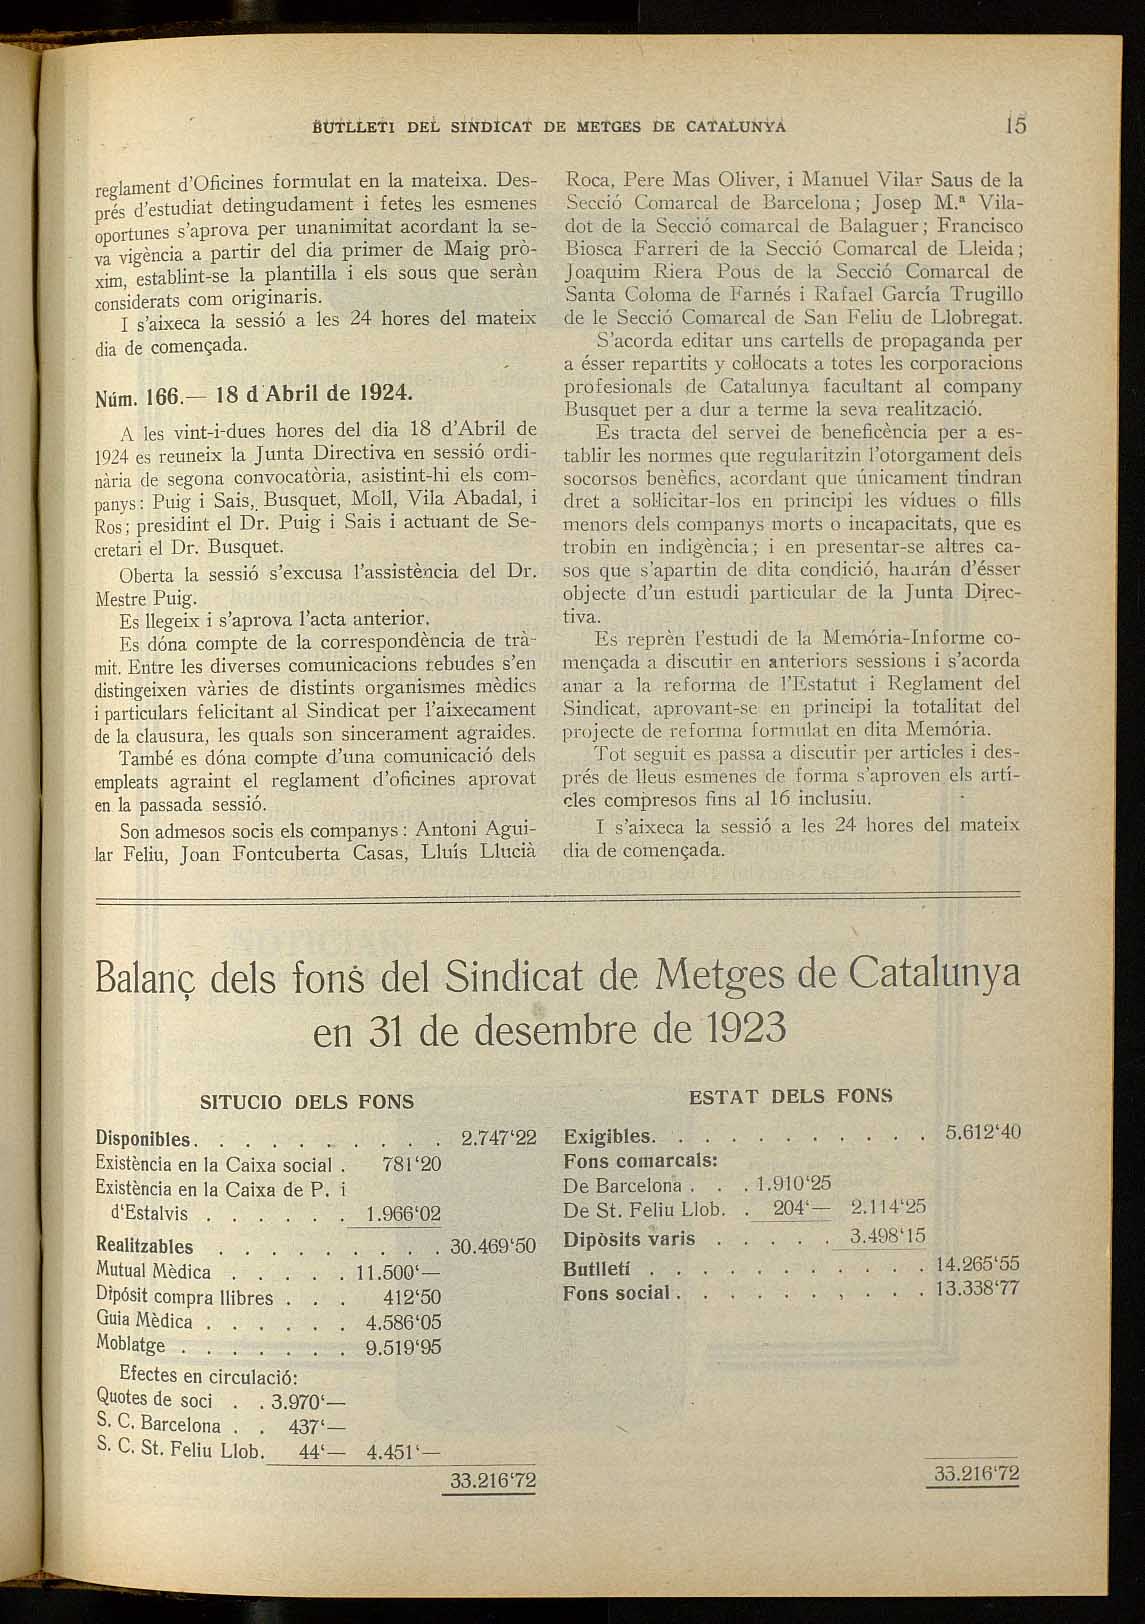 BUTLLETI DEL SINDICAT DE METGES DE CATALUNYA 15
reglament d'Oficines formulat en la mateixa. Des-
prés d'estudiat detingudament i fetes les esmenes
oportunes s'aprova per unanimitat acordant la se-
va vigència a partir del dia primer de Maig prò-
xim, establint-se la plantilla i els sous que seràn
considerats com originaris.
I s'aixeca la sessió a les 24 hores del mateix
dia de començada.
Núm. 166.— 18 d'Abril de 1924.
A les vint-i-dues hores del dia 18 d'Abril de
1924 es reuneix la Junta Directiva en sessió ordi-
nària de segona convocatòria, asistint-hi els com-
panys: Puig i Sais, Busquet, Moll, Vila Abadal, i
Ros; presidint el Dr. Puig i Sais i actuant de Se-
cretari el Dr. Busquet.
Oberta la sessió s'excusa l'assistència del Dr.
Mestre Puig.
Es llegeix i s'aprova l'acta anterior.
Es dóna compte de la correspondència de trà-
mit. Entre les diverses comunicacions rebudes s'en
distingeixen vàries de distints organismes mèdics
i particulars felicitant al Sindicat per l'aixecament
de la clausura, les quals son sincerament agraides.
També es dóna compte d'una comunicació dels
empleats agraint el reglament d'oficines aprovat
en la passada sessió.
Son admesos socis els companys: Antoni Agui-
lar Feliu, Joan Fontcuberta Casas, Lluís Llucià
Roca, Pere Mas Oliver, i Manuel Vilar Saus de la
Secció Comarcal de Barcelona; Josep M.ª Vila-
dot de la Secció comarcal de Balaguer; Francisco
Biosca Farreri de la Secció Comarcal de Lleida;
Joaquim Riera Pous de la Secció Comarcal de
Santa Coloma de Farnés i Rafael García Trugillo
de le Secció Comarcal de San Feliu de Llobregat.
S'acorda editar uns cartells de propaganda per
a ésser repartits y col·locats a totes les corporacions
profesionals de Catalunya facultant al company
Busquet per a dur a terme la seva realització.
Es tracta del servei de beneficència per a es-
tablir les normes que regularitzin l'otorgament dels
socorsos benèfics, acordant que únicament tindran
dret a sol·licitar-los en principi les vídues o fills
menors dels companys morts o incapacitats, que es
trobin en indigència; i en presentar-se altres ca-
sos que s'apartin de dita condició, haurán d'ésser
objecte d'un estudi particular de la Junta Direc-
tiva.
Es reprèn l'estudi de la Memória-Informe co-
mençada a discutir en anteriors sessions i s'acorda
anar a la reforma de l'Estatut i Reglament del
Sindicat, aprovant-se en principi la totalitat del
projecte de reforma formulat en dita Memória.
Tot seguit es passa a discutir per articles i des-
prés de lleus esmenes de forma s'aproven els artí-
cles compresos fins al 16 inclusiu.
I s'aixeca la sessió a les 24 hores del mateix
dia de començada.
Balanç dels fons del Sindicat de Metges de Catalunya
en 31 de desembre de 1923
SITUCIO DELS FONS
Disponibles. . . . . . . . . . 2.747'22
Existència en la Caixa social . 781'20
Existència en la Caixa de P. i
d'Estalvis . . . . . . 1.966'02
Realitzables . . . . . . . . . 30.469'50
Mutual Mèdica . . . . . 11.500'—
Dipósit compra llibres . . . 412'50
Guia Mèdica . . . . . . 4.586'05
Moblatge . . . . . . . 9.519'95
Efectes en circulació:
Quotes de soci . . 3.970'—
S. C. Barcelona . . 437'—
S. C. St. Feliu Llob. 44'— 4.451'—
33.216'72
ESTAT DELS FONS
Exigibles. . . . . . . . . . . 5.612'40
Fons comarcals:
De Barcelona . . . 1.910'25
De St. Feliu Llob. . 204'— 2.114'25
Dipòsits varis . . . . . 3.498'15
Butlletí . . . . . . . . . . . 14.265'55
Fons social . . . . . . . . . . 13.338'77
33.216'72